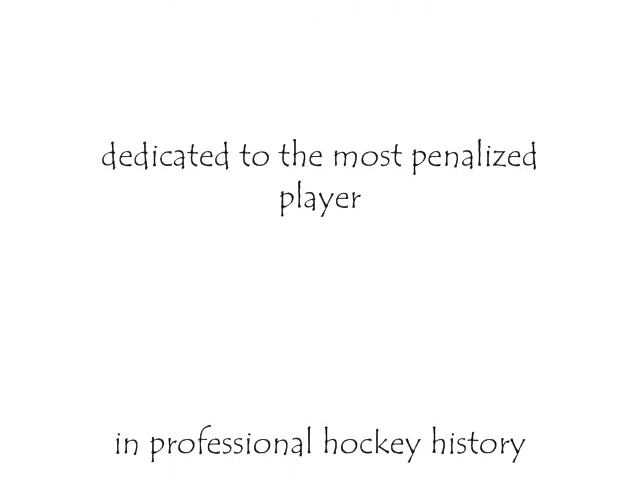 dedicated to the most penalized
player
in professional hockey history